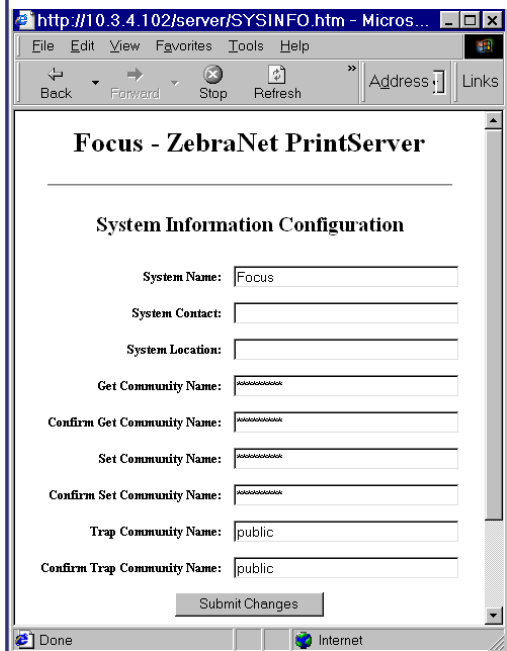 http://10.3.4.102/server/SYSINFO.htm - Micros...
File Edit View Favorites Tools Help
Back Forward Stop Refresh » Address Links
Focus - ZebraNet PrintServer
System Information Configuration
System Name: Focus
System Contact:
System Location:
Get Community Name: *********
Confirm Get Community Name: *********
Set Community Name: *********
Confirm Set Community Name: *********
Trap Community Name: public
Confirm Trap Community Name: public
Submit Changes
Done Internet